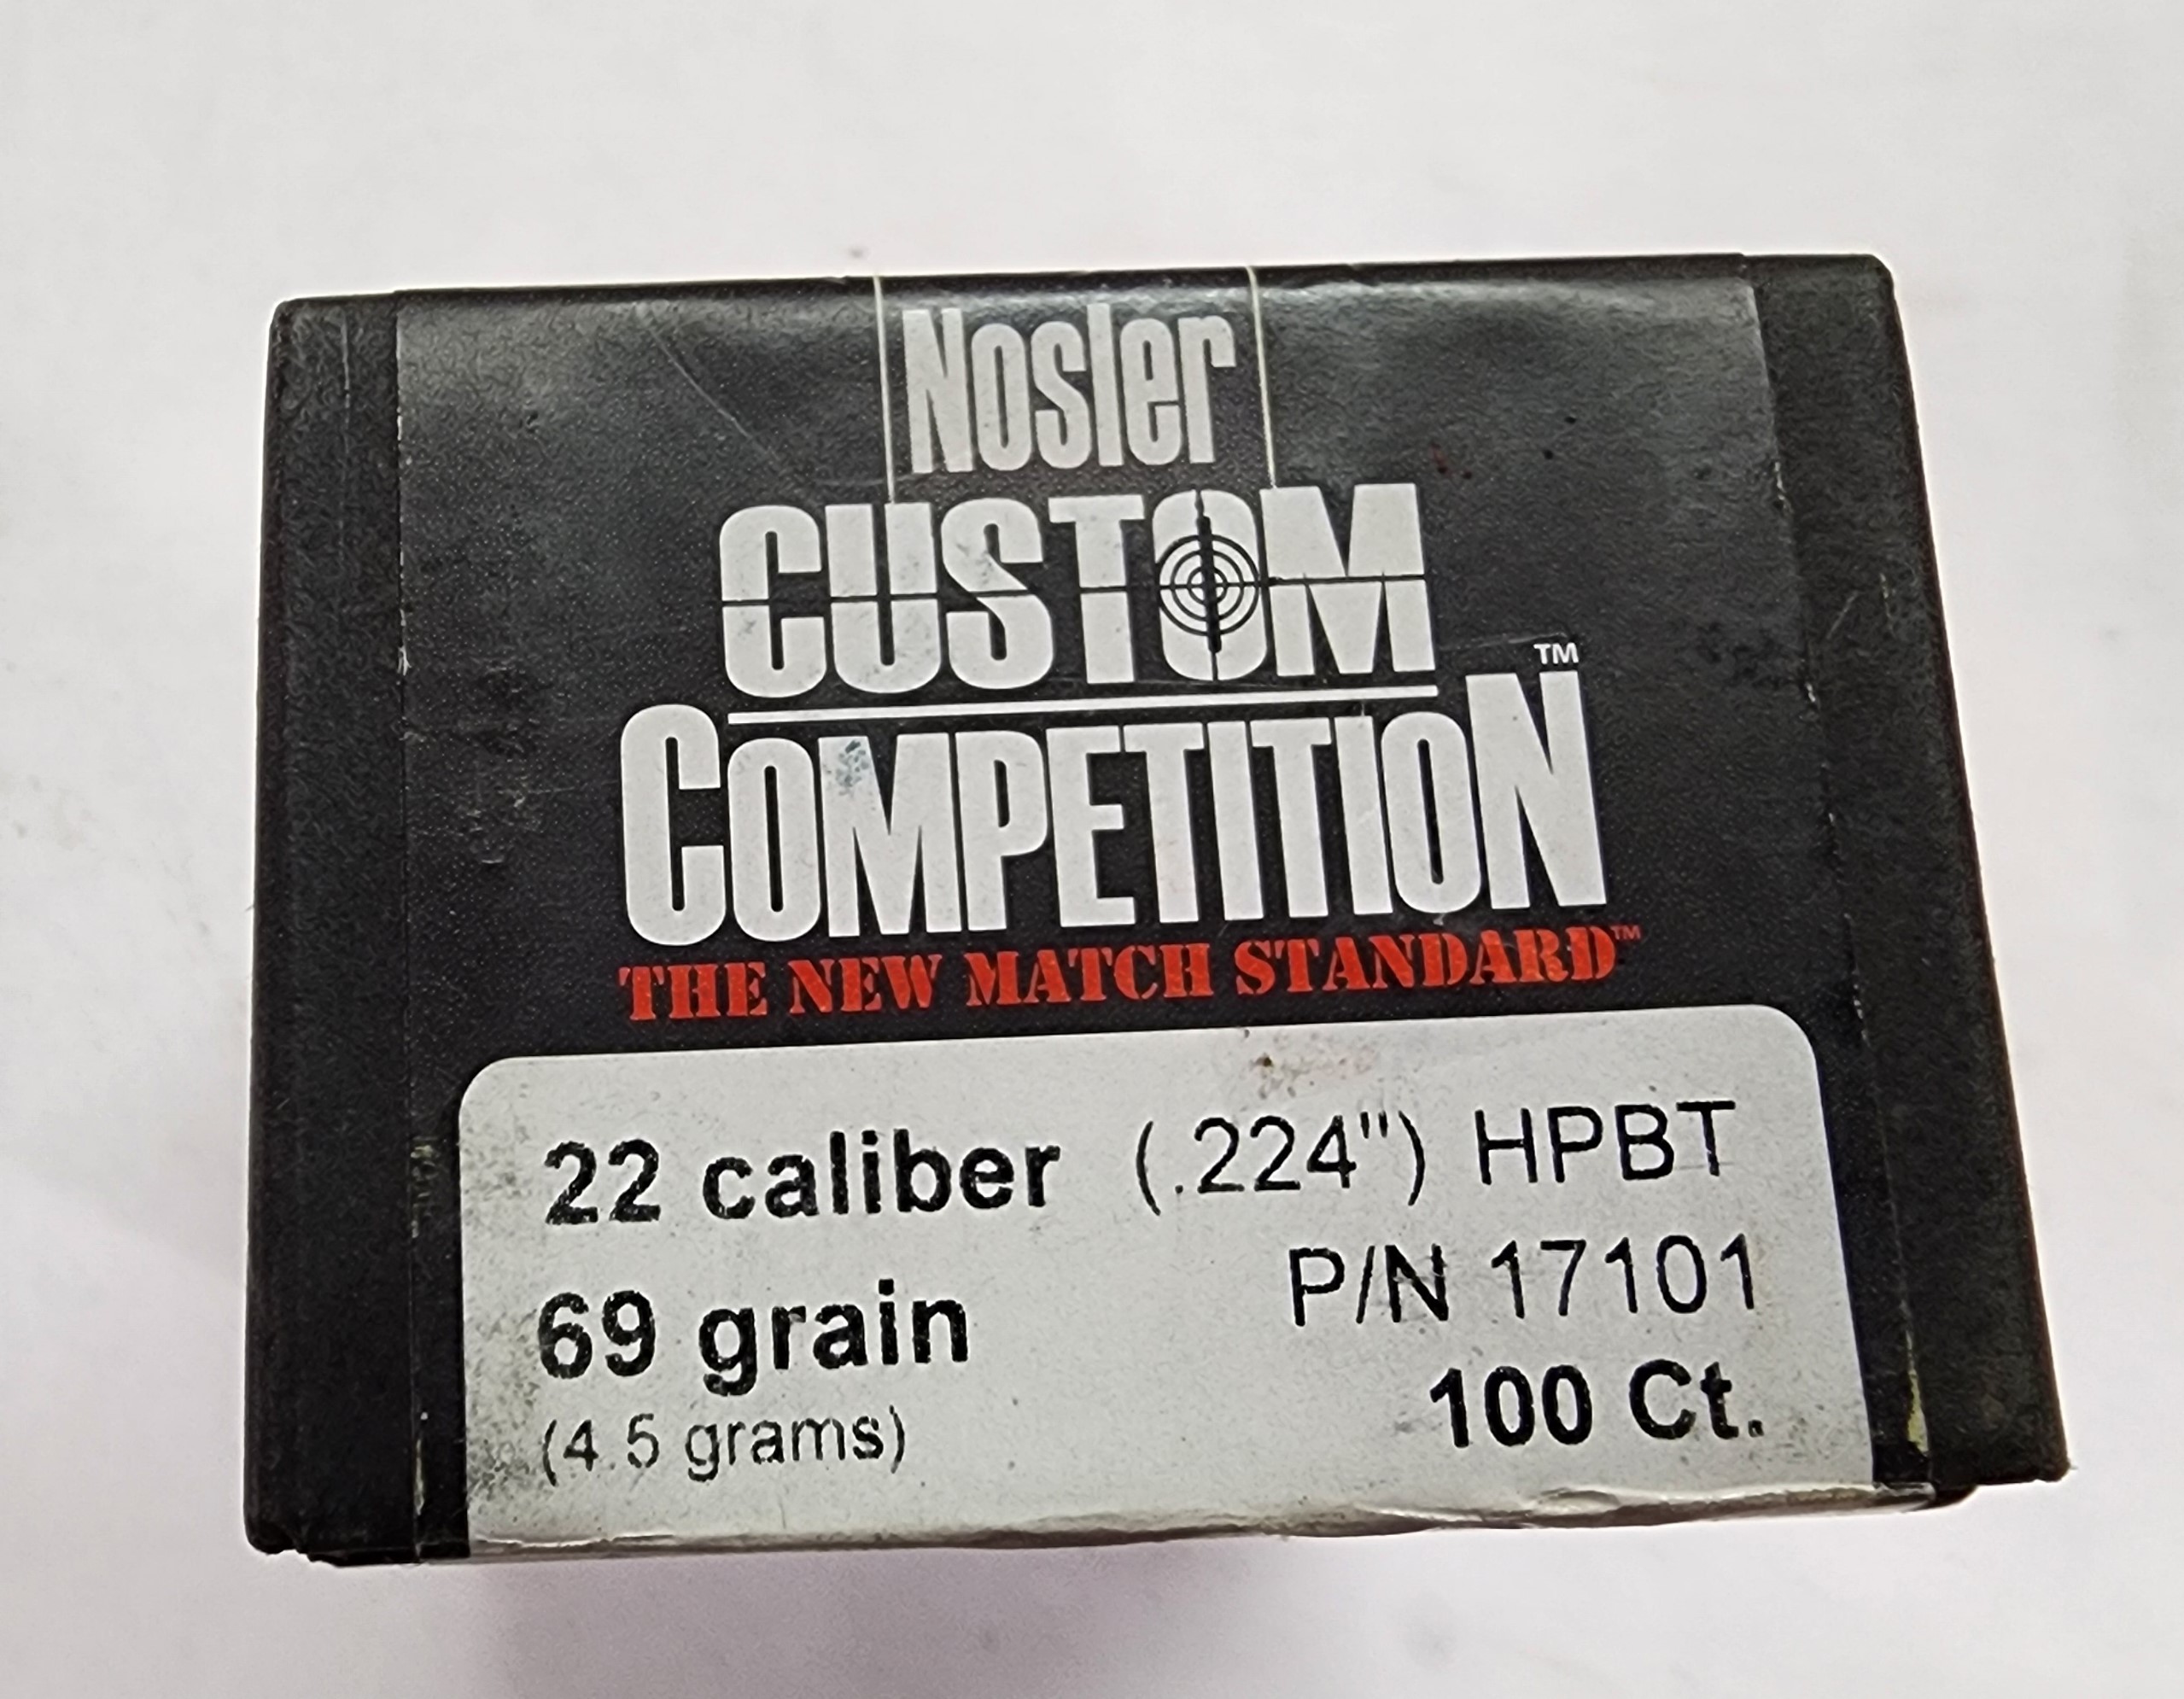 Nosler
CUSTOM
COMPETITION™
THE NEW MATCH STANDARD™
22 caliber (.224") HPBT
69 grain P/N 17101
(4.5 grams) 100 Ct.